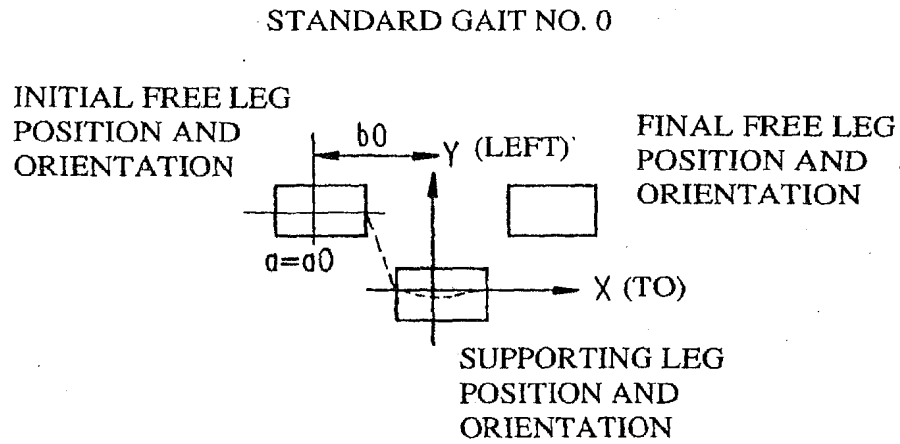 STANDARD GAIT NO. 0
INITIAL FREE LEG
POSITION AND
ORIENTATION
b0
Y (LEFT)
FINAL FREE LEG
POSITION AND
ORIENTATION
a=a0
X (TO)
SUPPORTING LEG
POSITION AND
ORIENTATION